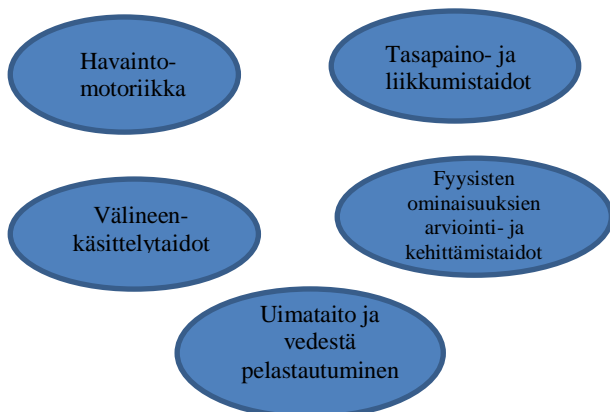 Havainto-
motoriikka
Tasapaino- ja
liikkumistaidot
Välineen-
käsittelytaidot
Fyysisten
ominaisuuksien
arviointi- ja
kehittämistaidot
Uimataito ja
vedestä
pelastautuminen